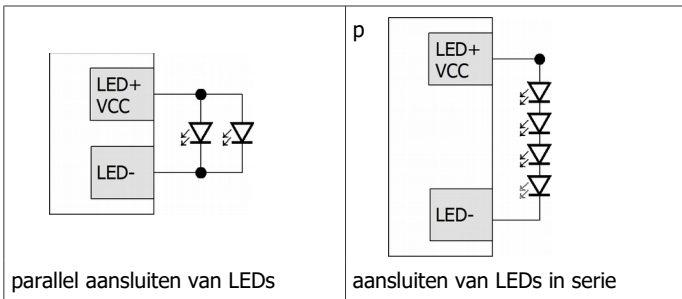 LED+
VCC
LED-
parallel aansluiten van LEDs
p
LED+
VCC
LED-
aansluiten van LEDs in serie